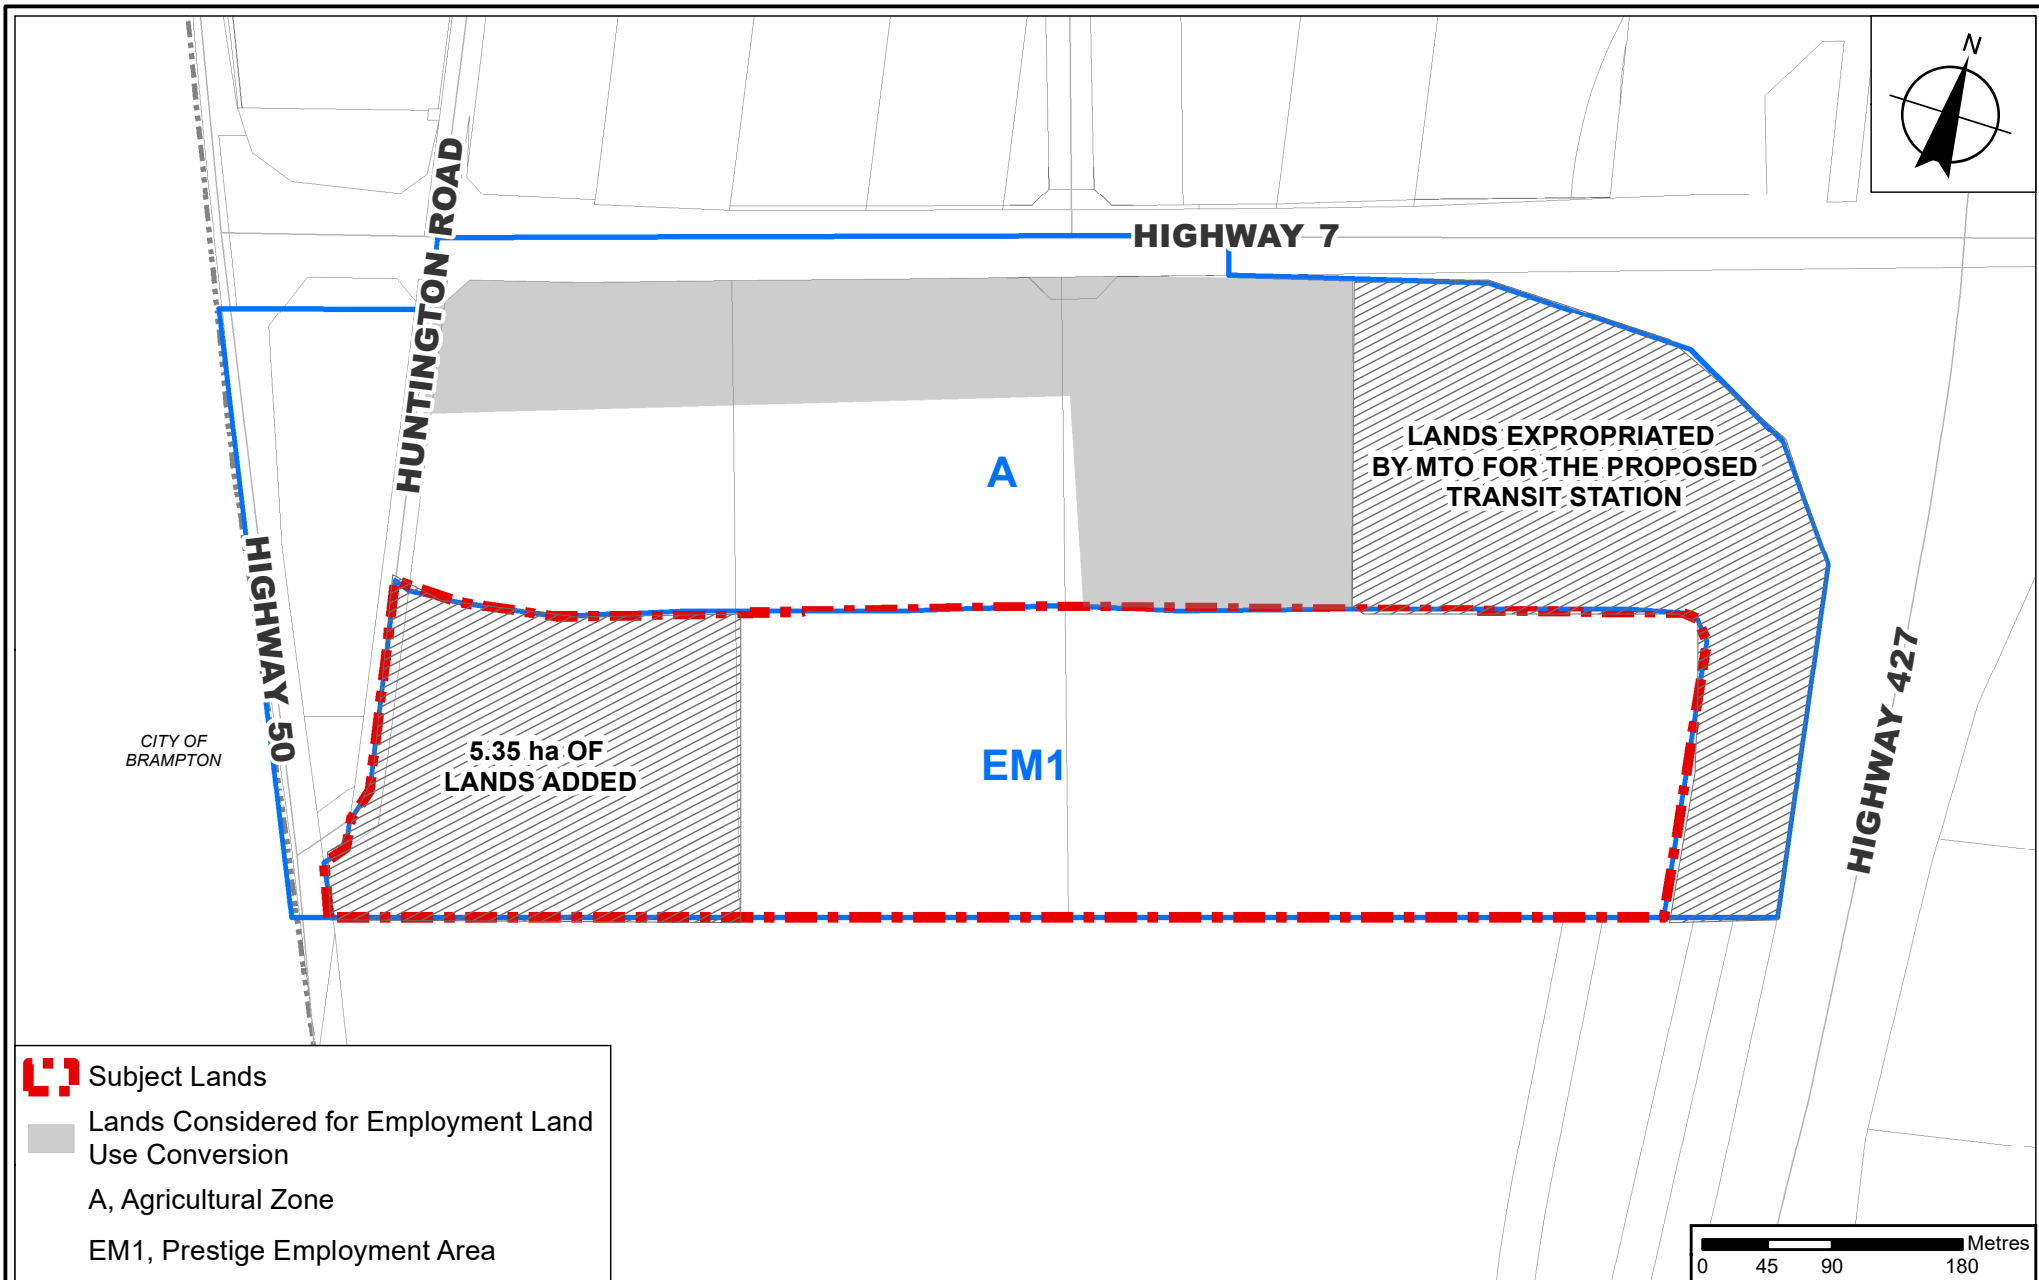 N
HUNTINGTON ROAD
HIGHWAY 7
LANDS EXPROPRIATED
BY MTO FOR THE PROPOSED
TRANSIT STATION
A
HIGHWAY 50
HIGHWAY 427
CITY OF
BRAMPTON
5.35 ha OF
LANDS ADDED
EM1
Subject Lands
Lands Considered for Employment Land
Use Conversion
A, Agricultural Zone
EM1, Prestige Employment Area
Metres
0 45 90 180